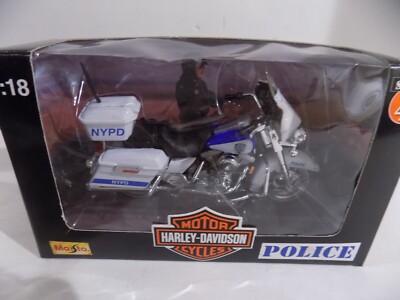 :18
NYPD
NYPD
MOTOR
HARLEY-DAVIDSON
CYCLES
Maisto
POLICE